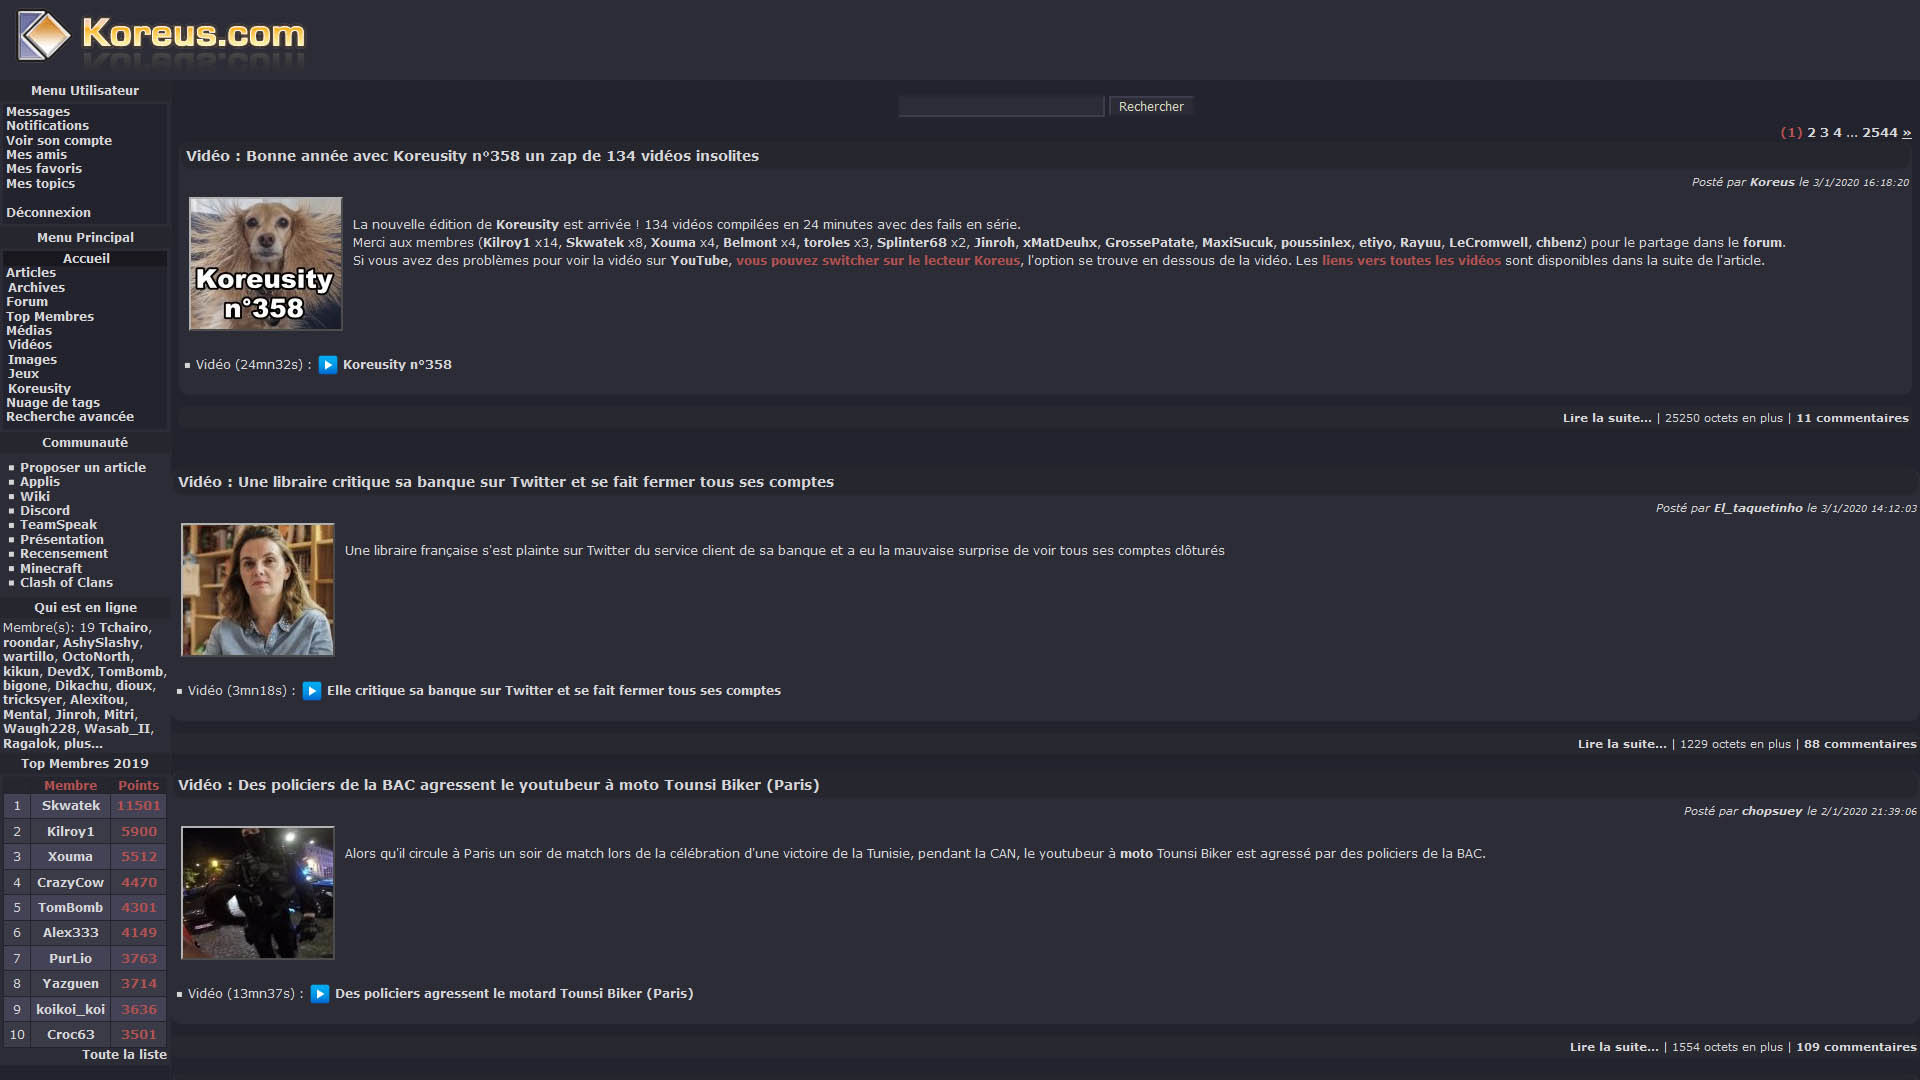 Koreus.com
Menu Utilisateur
Messages
Notifications
Voir son compte
Mes amis
Mes favoris
Mes topics
Déconnexion
Menu Principal
Accueil
Articles
Archives
Forum
Top Membres
Médias
Vidéos
Images
Jeux
Koreusity
Nuage de tags
Recherche avancée
Communauté
Proposer un article
Applis
Wiki
Discord
TeamSpeak
Présentation
Recensement
Minecraft
Clash of Clans
Qui est en ligne
Membre(s): 19 Tchairo,
roondar, AshySlashy,
wartillo, OctoNorth,
kikun, DevdX, TomBomb,
bigone, Dikachu, dioux,
tricksyer, Alexitou,
Mental, Jinroh, Mitri,
Waugh228, Wasab_II,
Ragalok, plus...
Top Membres 2019
Membre Points
1 Skwatek 11501
2 Kilroy1 5900
3 Xouma 5512
4 CrazyCow 4470
5 TomBomb 4301
6 Alex333 4149
7 PurLio 3763
8 Yazguen 3714
9 koikoi_koi 3636
10 Croc63 3501
Toute la liste
Rechercher
(1) 2 3 4 ... 2544 »
Vidéo : Bonne année avec Koreusity n°358 un zap de 134 vidéos insolites
Posté par Koreus le 3/1/2020 16:18:20
Koreusity
n°358
La nouvelle édition de Koreusity est arrivée ! 134 vidéos compilées en 24 minutes avec des fails en série.
Merci aux membres (Kilroy1 x14, Skwatek x8, Xouma x4, Belmont x4, toroles x3, Splinter68 x2, Jinroh, xMatDeuhx, GrossePatate, MaxiSucuk, poussinlex, etiyo, Rayuu, LeCromwell, chbenz) pour le partage dans le forum.
Si vous avez des problèmes pour voir la vidéo sur YouTube, vous pouvez switcher sur le lecteur Koreus, l'option se trouve en dessous de la vidéo. Les liens vers toutes les vidéos sont disponibles dans la suite de l'article.
Vidéo (24mn32s) : Koreusity n°358
Lire la suite... | 25250 octets en plus | 11 commentaires
Vidéo : Une libraire critique sa banque sur Twitter et se fait fermer tous ses comptes
Posté par El_taquetinho le 3/1/2020 14:12:03
Une libraire française s'est plainte sur Twitter du service client de sa banque et a eu la mauvaise surprise de voir tous ses comptes clôturés
Vidéo (3mn18s) : Elle critique sa banque sur Twitter et se fait fermer tous ses comptes
Lire la suite... | 1229 octets en plus | 88 commentaires
Vidéo : Des policiers de la BAC agressent le youtubeur à moto Tounsi Biker (Paris)
Posté par chopsuey le 2/1/2020 21:39:06
Alors qu'il circule à Paris un soir de match lors de la célébration d'une victoire de la Tunisie, pendant la CAN, le youtubeur à moto Tounsi Biker est agressé par des policiers de la BAC.
Vidéo (13mn37s) : Des policiers agressent le motard Tounsi Biker (Paris)
Lire la suite... | 1554 octets en plus | 109 commentaires